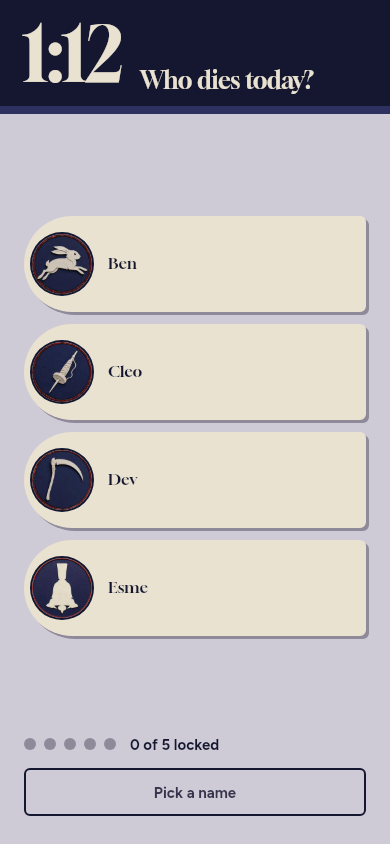 1:12
Who dies today?
Ben
Cleo
Dev
Esme
0 of 5 locked
Pick a name